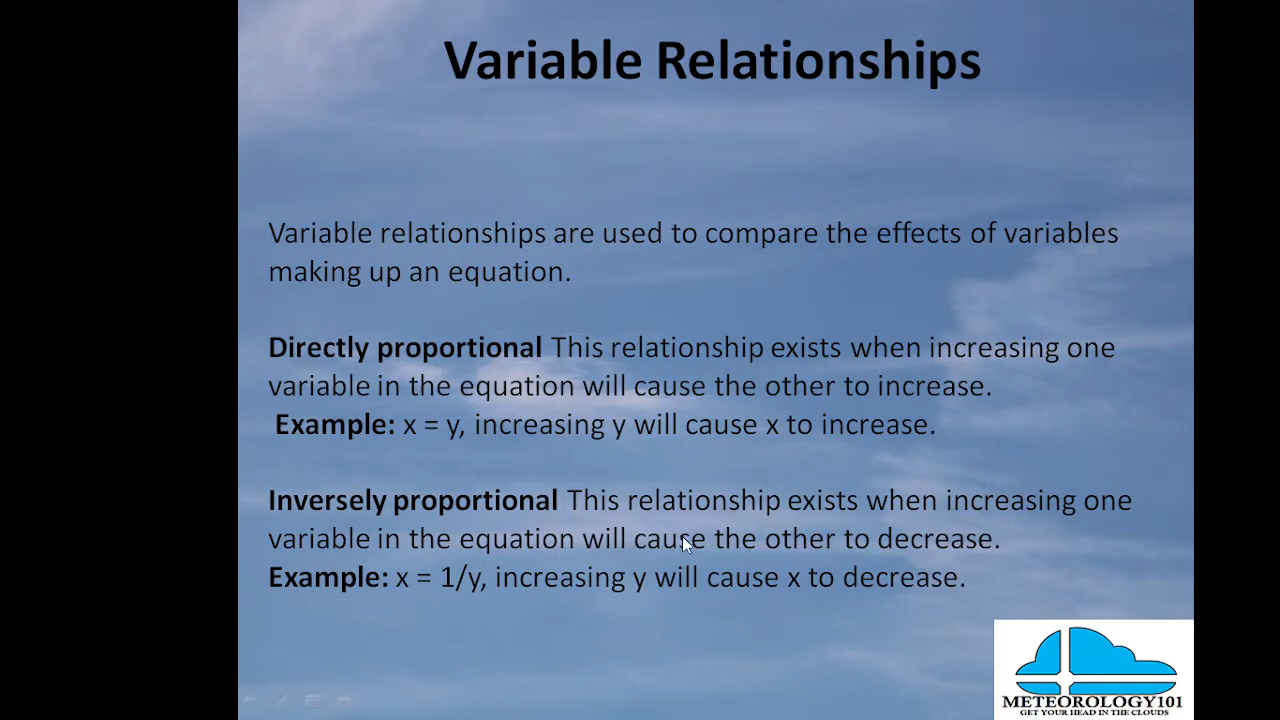 Variable Relationships
Variable relationships are used to compare the effects of variables
making up an equation.
Directly proportional This relationship exists when increasing one
variable in the equation will cause the other to increase.
Example: x = y, increasing y will cause x to increase.
Inversely proportional This relationship exists when increasing one
variable in the equation will cause the other to decrease.
Example: x = 1/y, increasing y will cause x to decrease.
METEOROLOGY101
GET YOUR HEAD IN THE CLOUDS